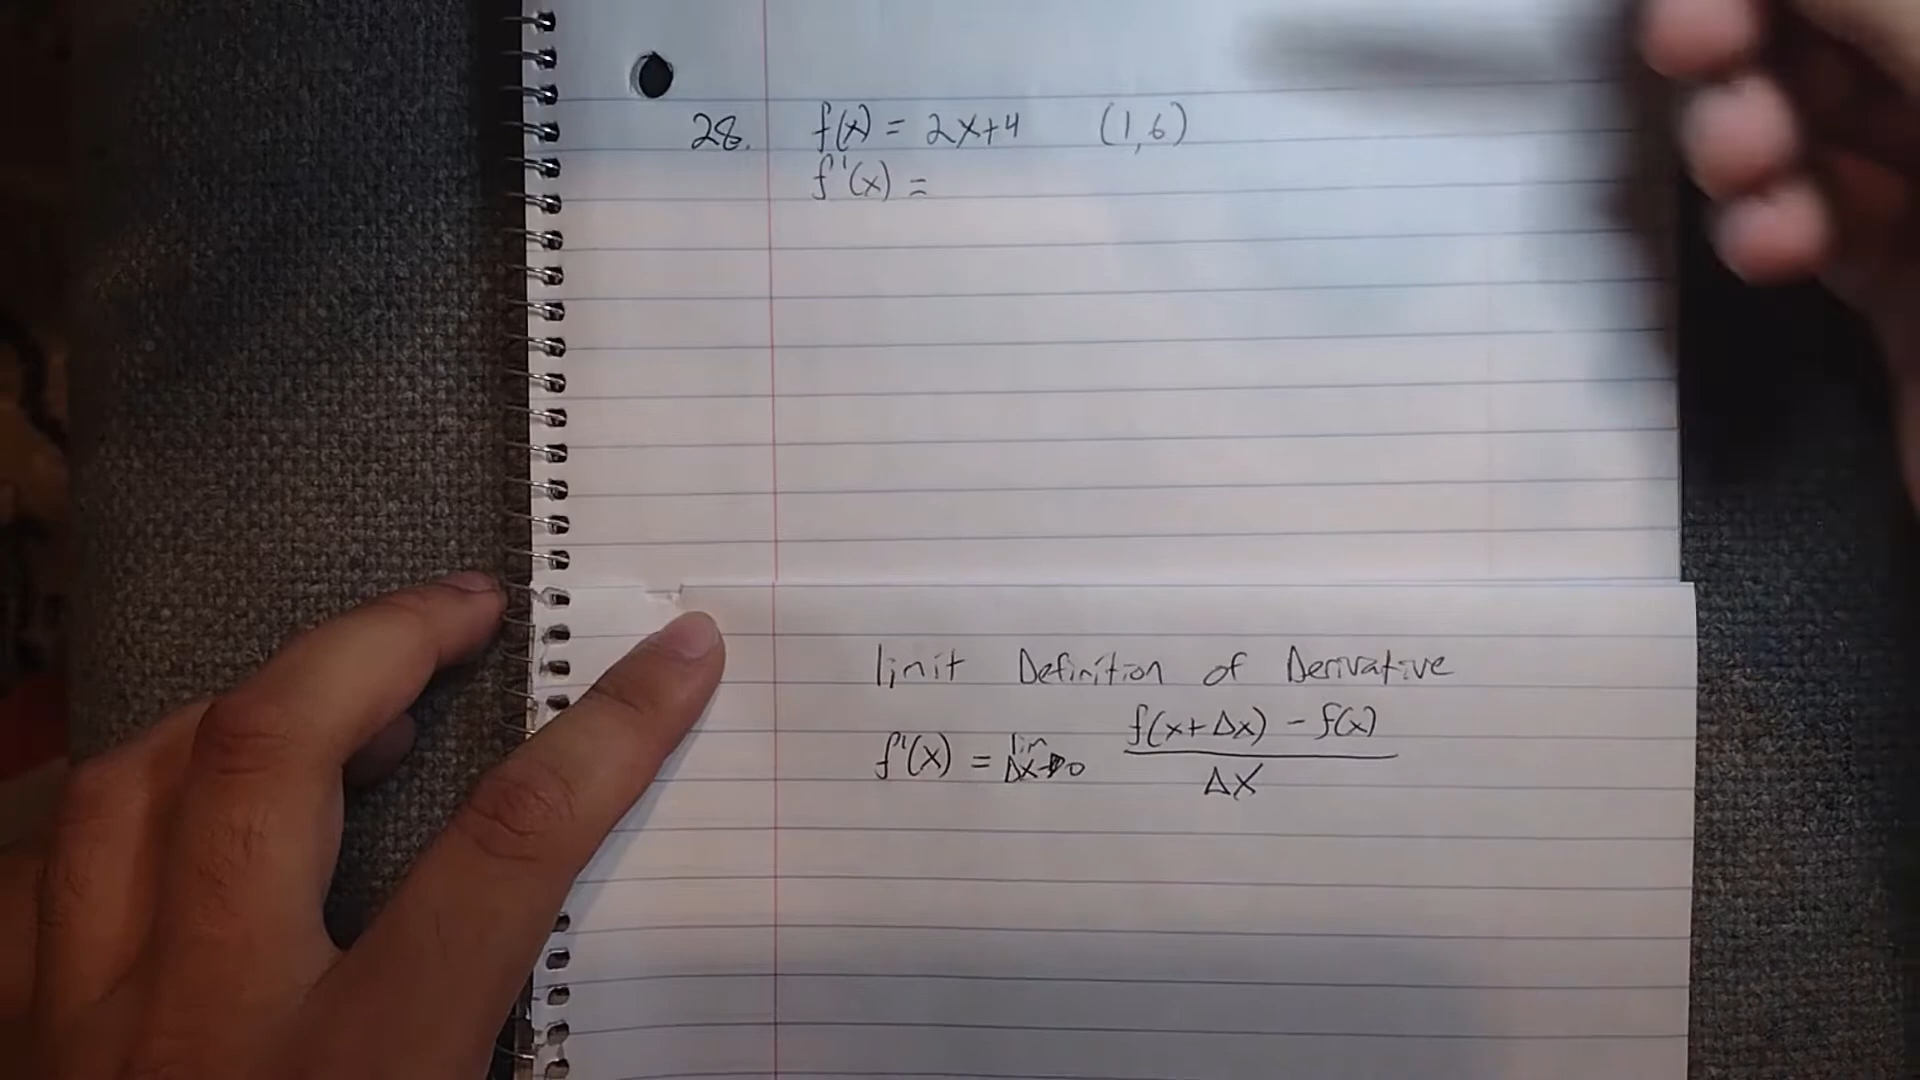 28. f(x) = 2x+4 (1,6)
f'(x) =
limit Definition of Derivative
f'(x) = lim Δx→0 f(x+Δx) - f(x) / Δx